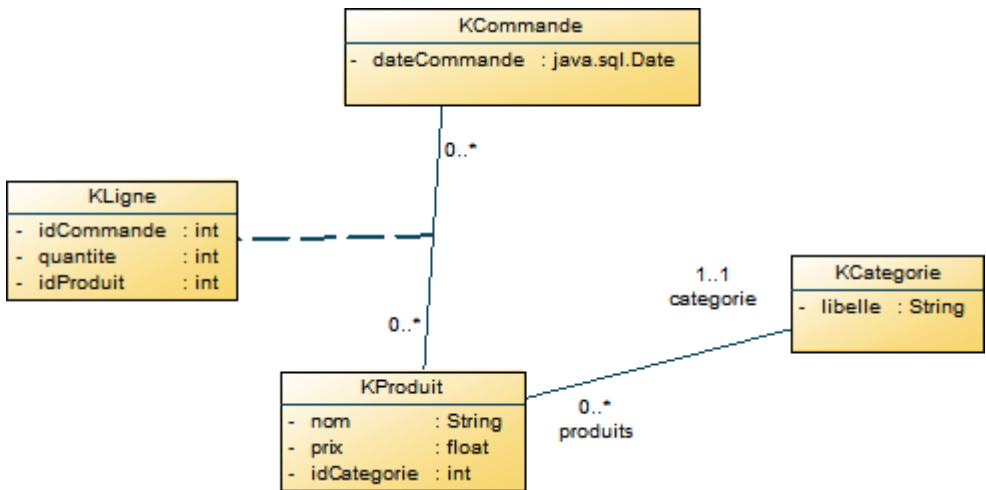 KCommande
- dateCommande : java.sql.Date
0..*
KLigne
- idCommande : int
- quantite : int
- idProduit : int
0..*
1..1
categorie
KCategorie
- libelle : String
0..*
produits
KProduit
- nom : String
- prix : float
- idCategorie : int